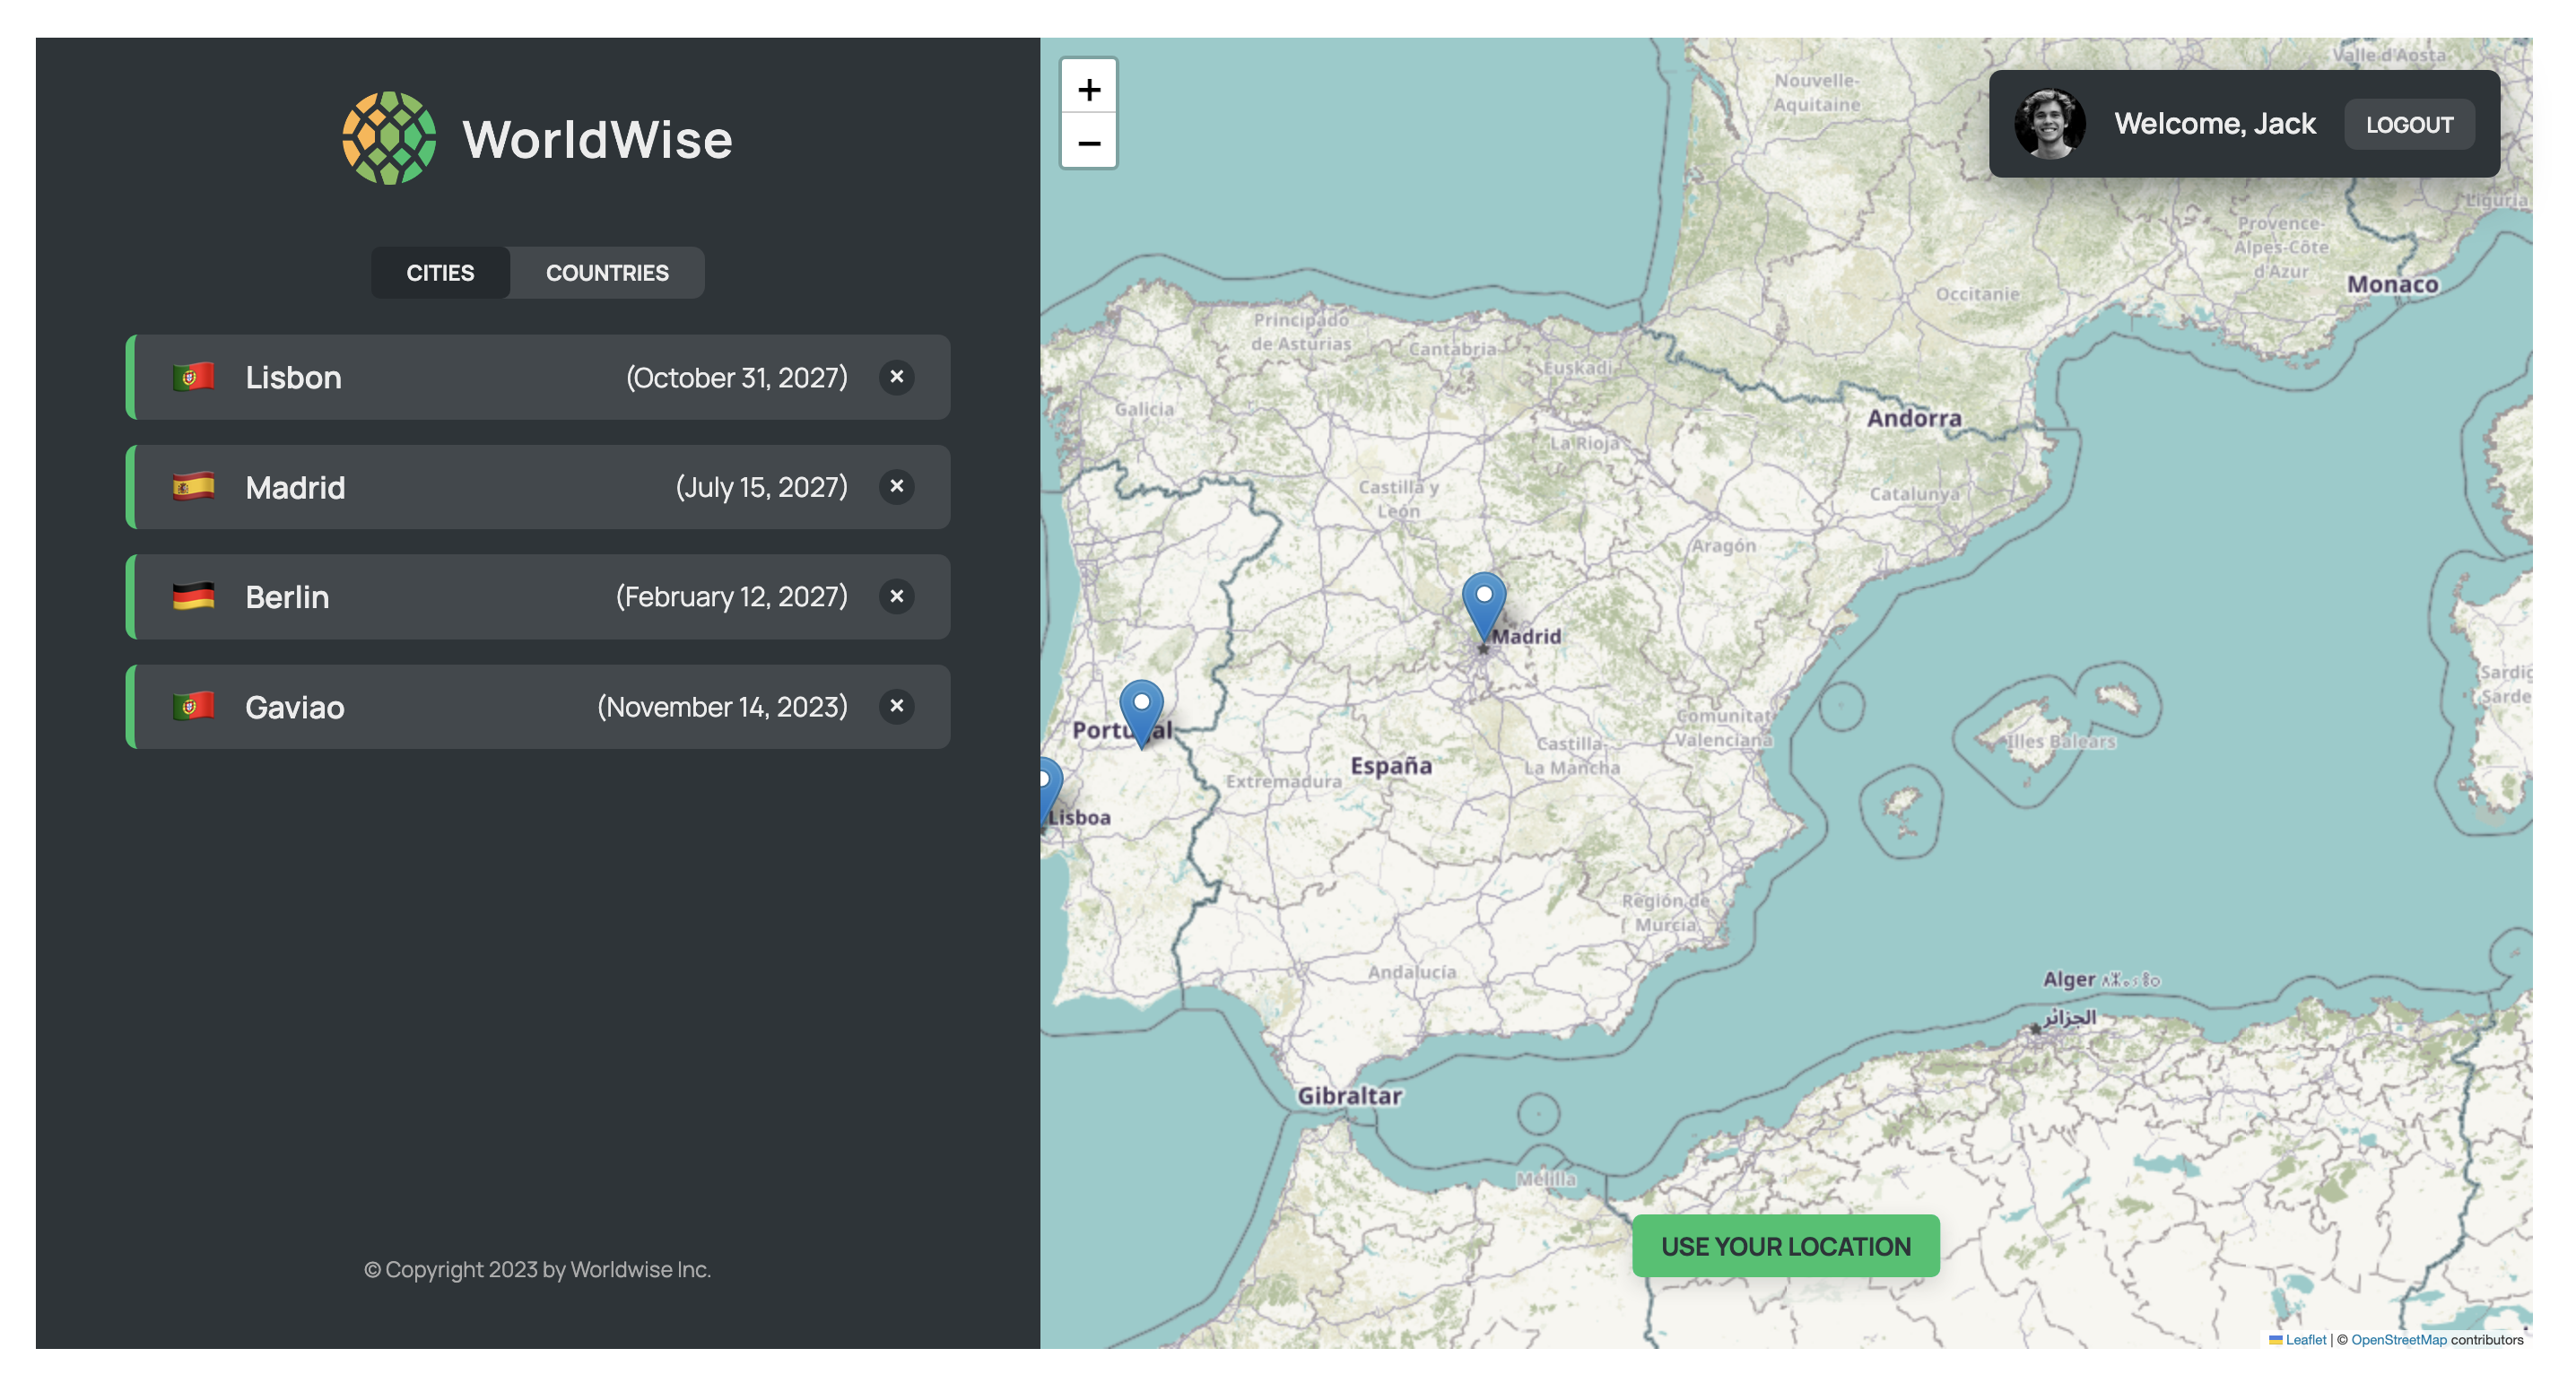 WorldWise
CITIES COUNTRIES
Lisbon (October 31, 2027) ×
Madrid (July 15, 2027) ×
Berlin (February 12, 2027) ×
Gaviao (November 14, 2023) ×
© Copyright 2023 by Worldwise Inc.
+
−
Welcome, Jack LOGOUT
Valle d'Aosta
Nouvelle-
Aquitaine
Liguria
Provence-
Alpes-Côte
d'Azur
Monaco
Occitanie
Principado
de Asturias
Cantabria
Euskadi
Galicia
Andorra
La Rioja
Castilla y
León
Catalunya
Aragón
Madrid
Sardig
Sarde
Portugal
Comunitat
Valenciana
Illes Balears
Castilla-
La Mancha
España
Extremadura
Lisboa
Región de
Murcia
Andalucía
Alger
الجزائر
Gibraltar
Melilla
USE YOUR LOCATION
Leaflet | © OpenStreetMap contributors